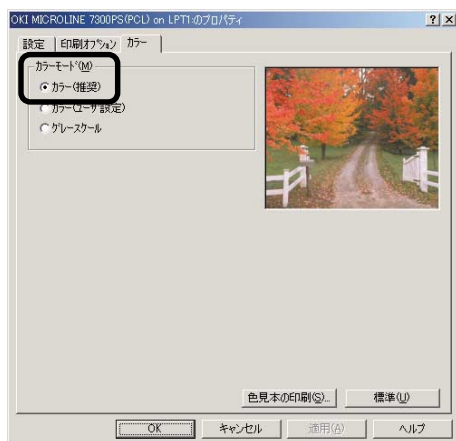 OKI MICROLINE 7300PS(PCL) on LPT1:のプロパティ
設定 印刷オプション カラー
カラーモード(M)
カラー(推奨)
カラー(ユーザ設定)
グレースケール
色見本の印刷(S)... 標準(U)
OK キャンセル 適用(A) ヘルプ